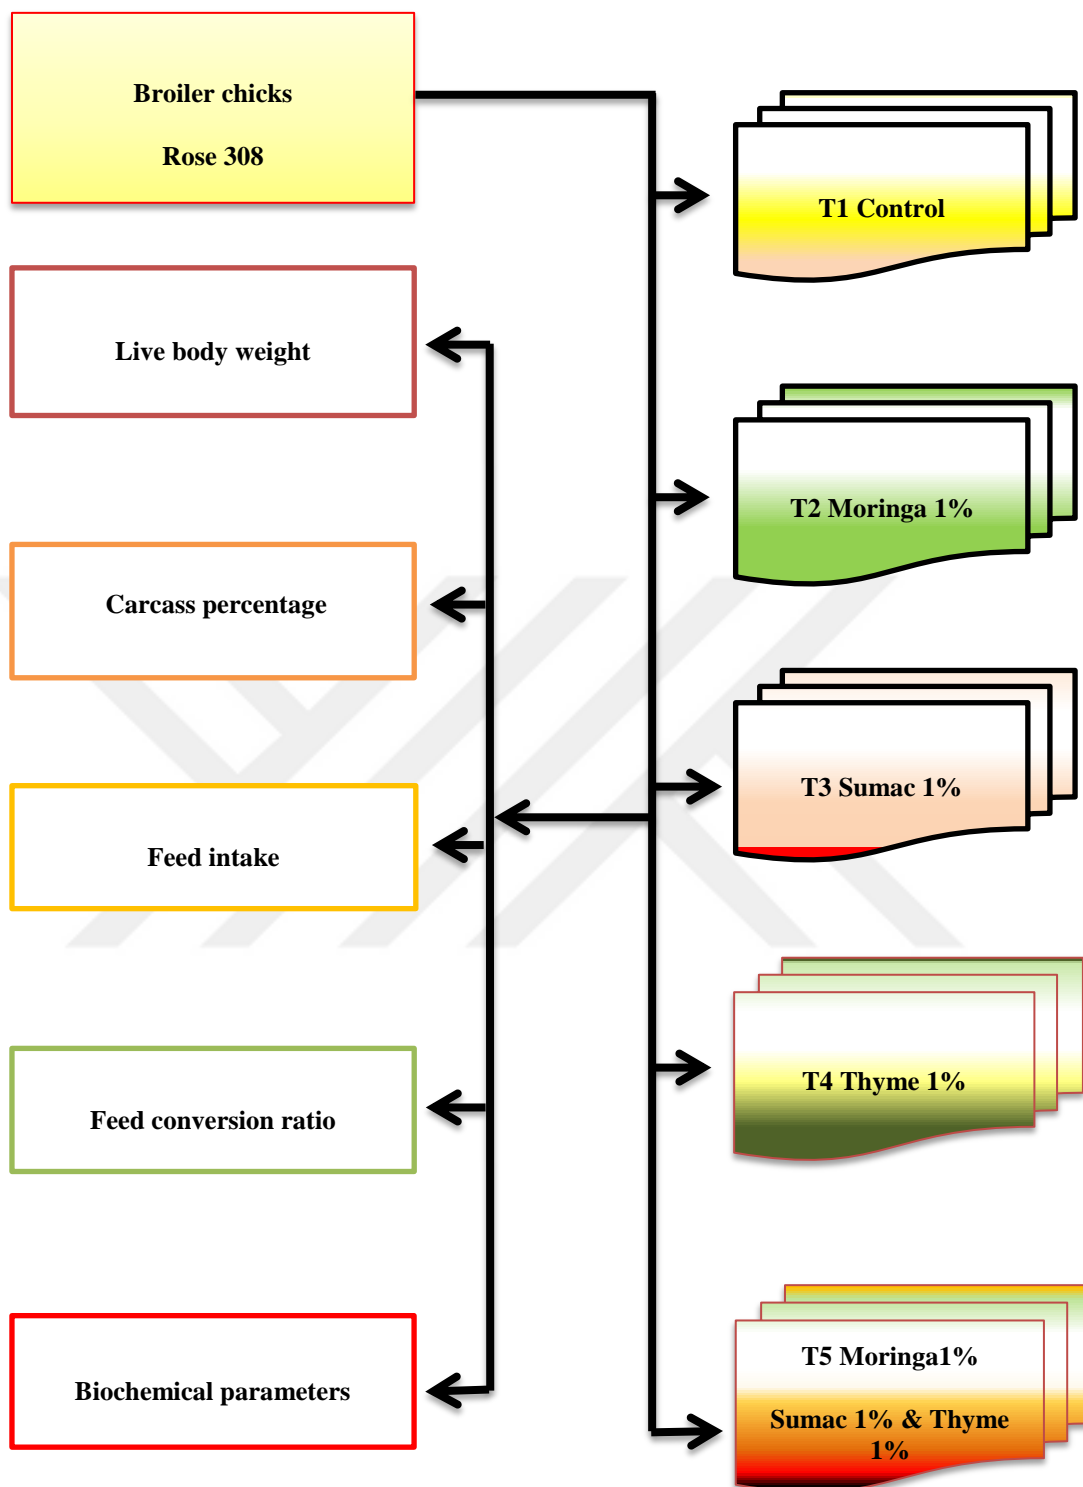 Broiler chicks
Rose 308
T1 Control
Live body weight
T2 Moringa 1%
Carcass percentage
T3 Sumac 1%
Feed intake
T4 Thyme 1%
Feed conversion ratio
T5 Moringa1%
Sumac 1% & Thyme
1%
Biochemical parameters